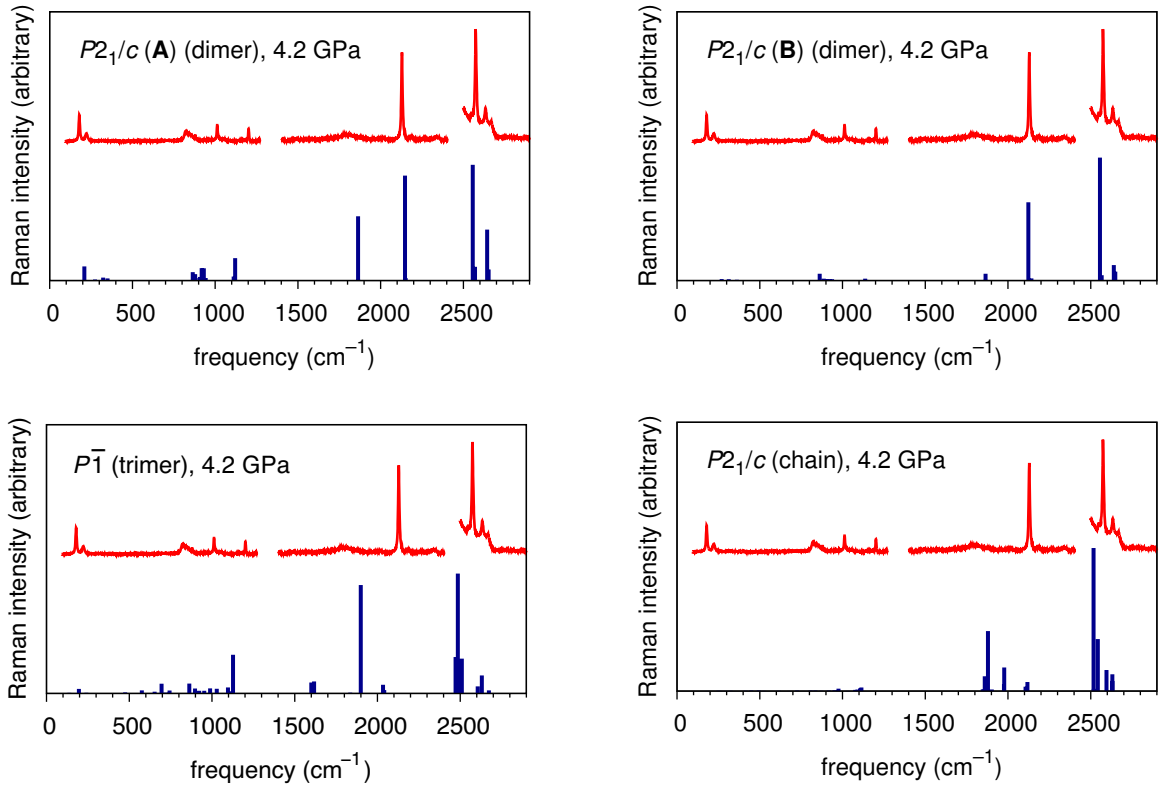 Raman intensity (arbitrary)
P2₁/c (A) (dimer), 4.2 GPa
0 500 1000 1500 2000 2500
frequency (cm⁻¹)
Raman intensity (arbitrary)
P2₁/c (B) (dimer), 4.2 GPa
0 500 1000 1500 2000 2500
frequency (cm⁻¹)
Raman intensity (arbitrary)
P1̅ (trimer), 4.2 GPa
0 500 1000 1500 2000 2500
frequency (cm⁻¹)
Raman intensity (arbitrary)
P2₁/c (chain), 4.2 GPa
0 500 1000 1500 2000 2500
frequency (cm⁻¹)